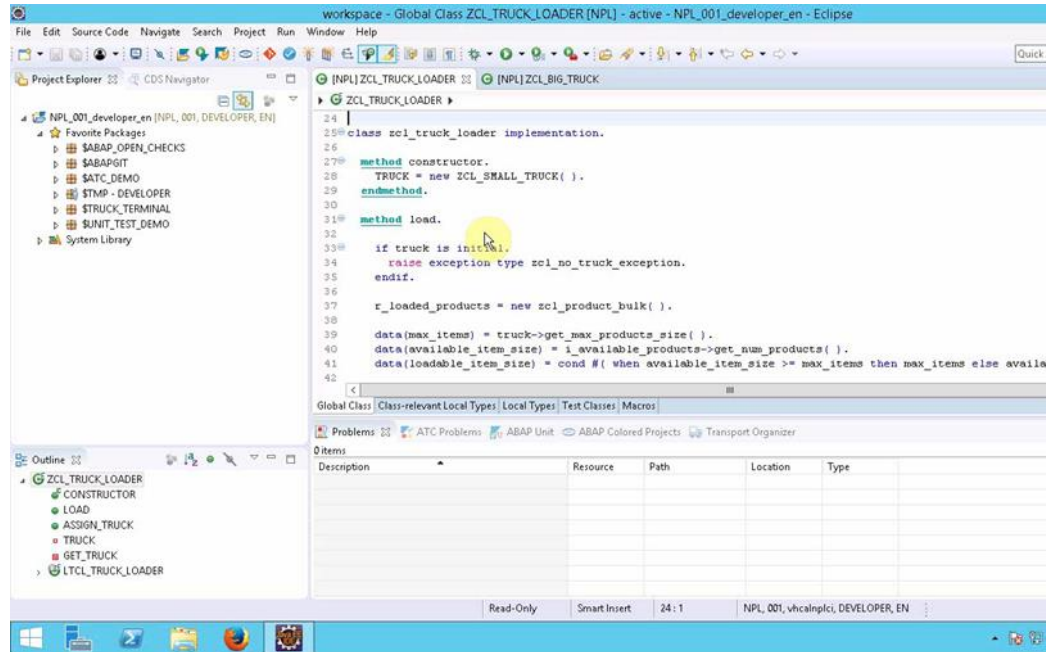 workspace - Global Class ZCL_TRUCK_LOADER [NPL] - active - NPL_001_developer_en - Eclipse
File Edit Source Code Navigate Search Project Run Window Help
Quick
Project Explorer CDS Navigator
NPL_001_developer_en [NPL, 001, DEVELOPER, EN]
Favorite Packages
$ABAP_OPEN_CHECKS
$ABAPGIT
$ATC_DEMO
$TMP - DEVELOPER
$TRUCK_TERMINAL
$UNIT_TEST_DEMO
System Library
[NPL] ZCL_TRUCK_LOADER [NPL] ZCL_BIG_TRUCK
ZCL_TRUCK_LOADER
24
25 class zcl_truck_loader implementation.
26
27 method constructor.
28 TRUCK = new ZCL_SMALL_TRUCK( ).
29 endmethod.
30
31 method load.
32
33 if truck is initial.
34 raise exception type zcl_no_truck_exception.
35 endif.
36
37 r_loaded_products = new zcl_product_bulk( ).
38
39 data(max_items) = truck->get_max_products_size( ).
40 data(available_item_size) = i_available_products->get_num_products( ).
41 data(loadable_item_size) = cond #( when available_item_size >= max_items then max_items else availa
42
Global Class Class-relevant Local Types Local Types Test Classes Macros
Problems ATC Problems ABAP Unit ABAP Colored Projects Transport Organizer
0 items
Description Resource Path Location Type
Outline
ZCL_TRUCK_LOADER
CONSTRUCTOR
LOAD
ASSIGN_TRUCK
TRUCK
GET_TRUCK
LTCL_TRUCK_LOADER
Read-Only Smart Insert 24 : 1 NPL, 001, vhcalnplci, DEVELOPER, EN